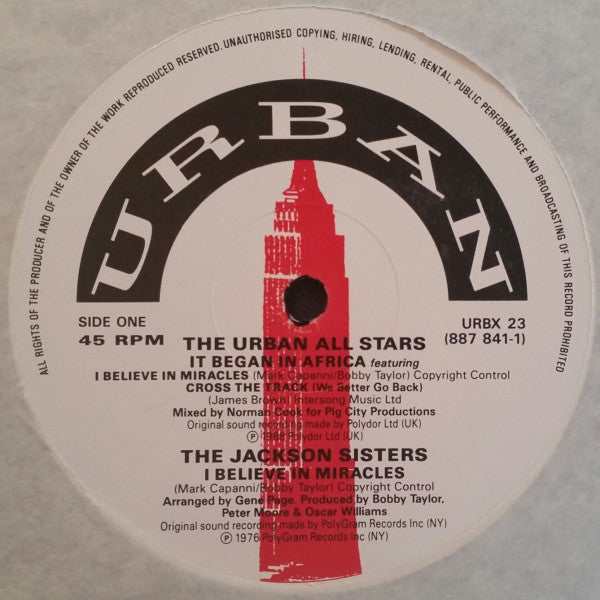 ALL RIGHTS OF THE PRODUCER AND OF THE OWNER OF THE WORK REPRODUCED RESERVED. UNAUTHORISED COPYING, HIRING, LENDING, RENTAL, PUBLIC PERFORMANCE AND BROADCASTING OF THIS RECORD PROHIBITED
URBAN
SIDE ONE
45 RPM
URBX 23
(887 841-1)
THE URBAN ALL STARS
IT BEGAN IN AFRICA featuring
I BELIEVE IN MIRACLES (Mark Capanni/Bobby Taylor) Copyright Control
CROSS THE TRACK (We Better Go Back)
(James Brown) Intersong Music Ltd
Mixed by Norman Cook for Pig City Productions
Original sound recording made by Polydor Ltd (UK)
Ⓟ 1988 Polydor Ltd (UK)
THE JACKSON SISTERS
I BELIEVE IN MIRACLES
(Mark Capanni/Bobby Taylor) Copyright Control
Arranged by Gene Page. Produced by Bobby Taylor,
Peter Moore & Oscar Williams
Original sound recording made by PolyGram Records Inc (NY)
Ⓟ 1976 PolyGram Records Inc (NY)